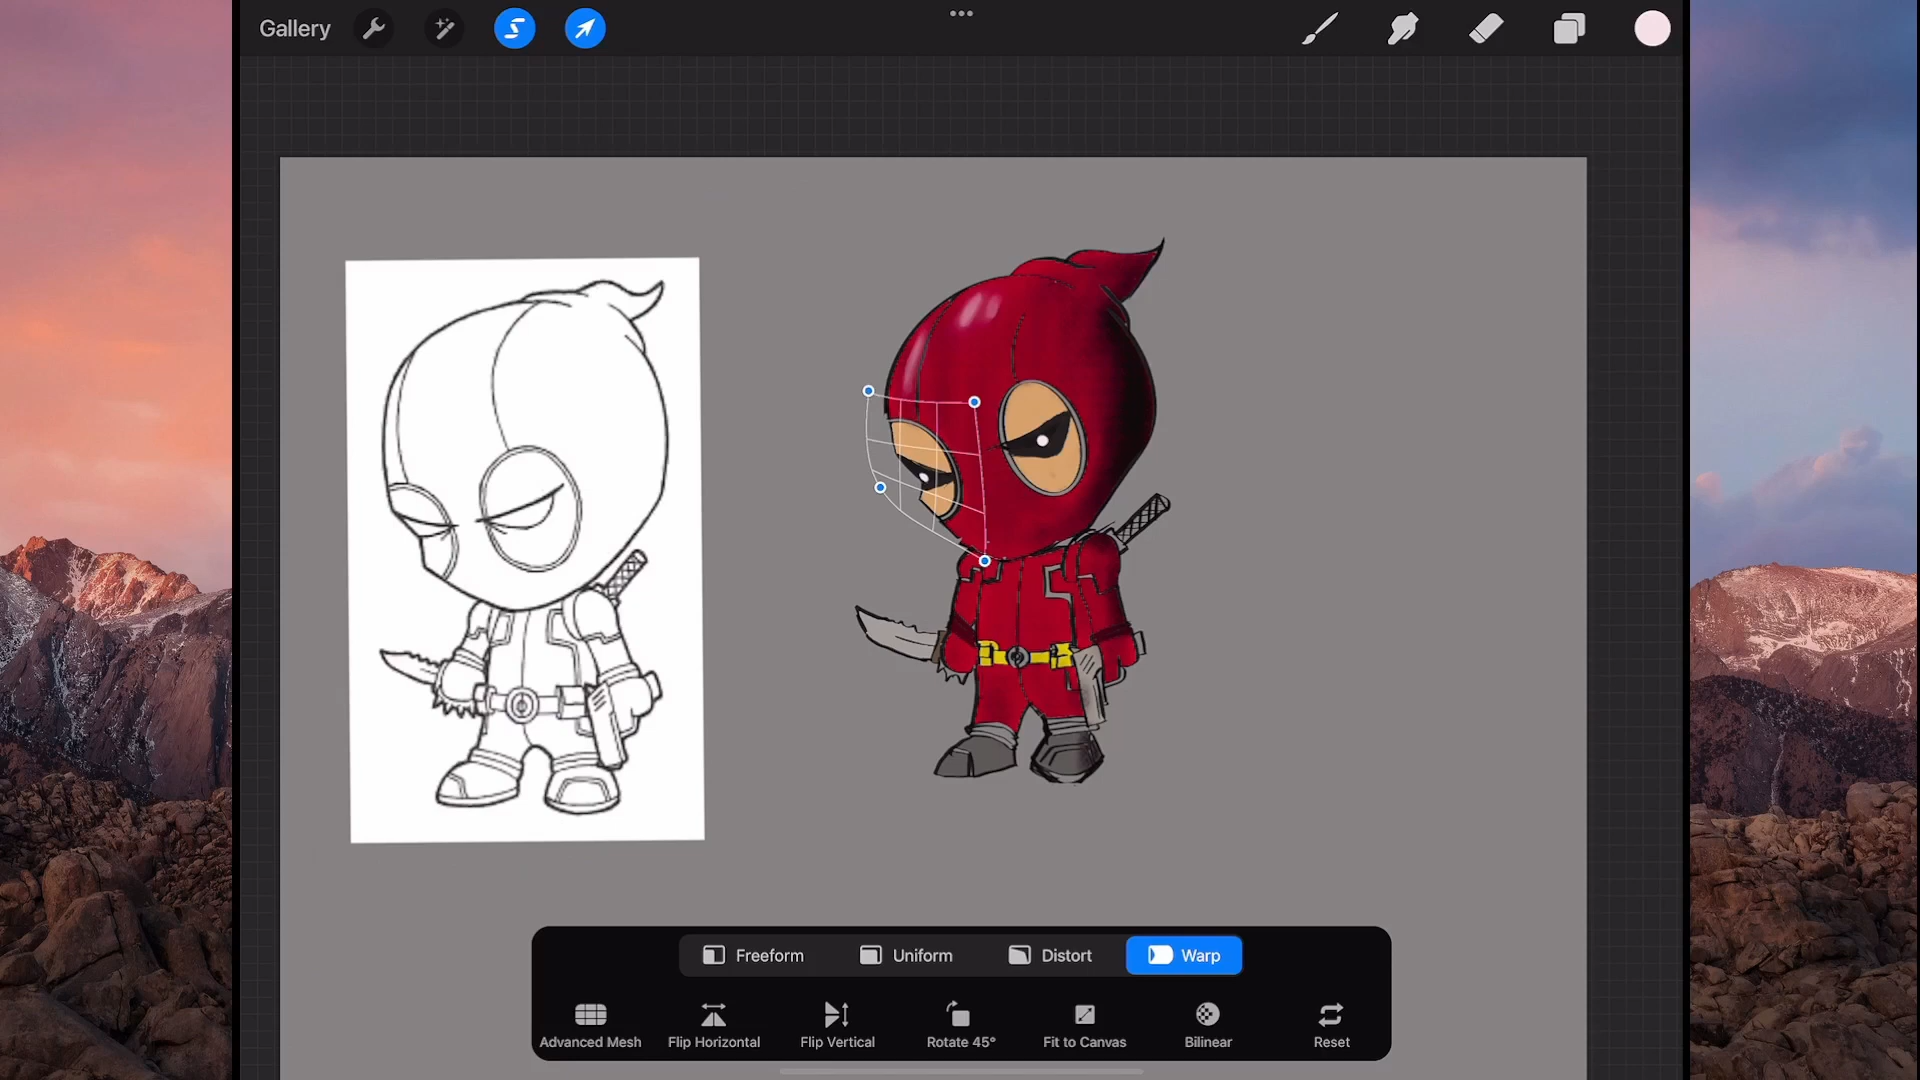 Gallery
Freeform Uniform Distort Warp
Advanced Mesh Flip Horizontal Flip Vertical Rotate 45° Fit to Canvas Bilinear Reset